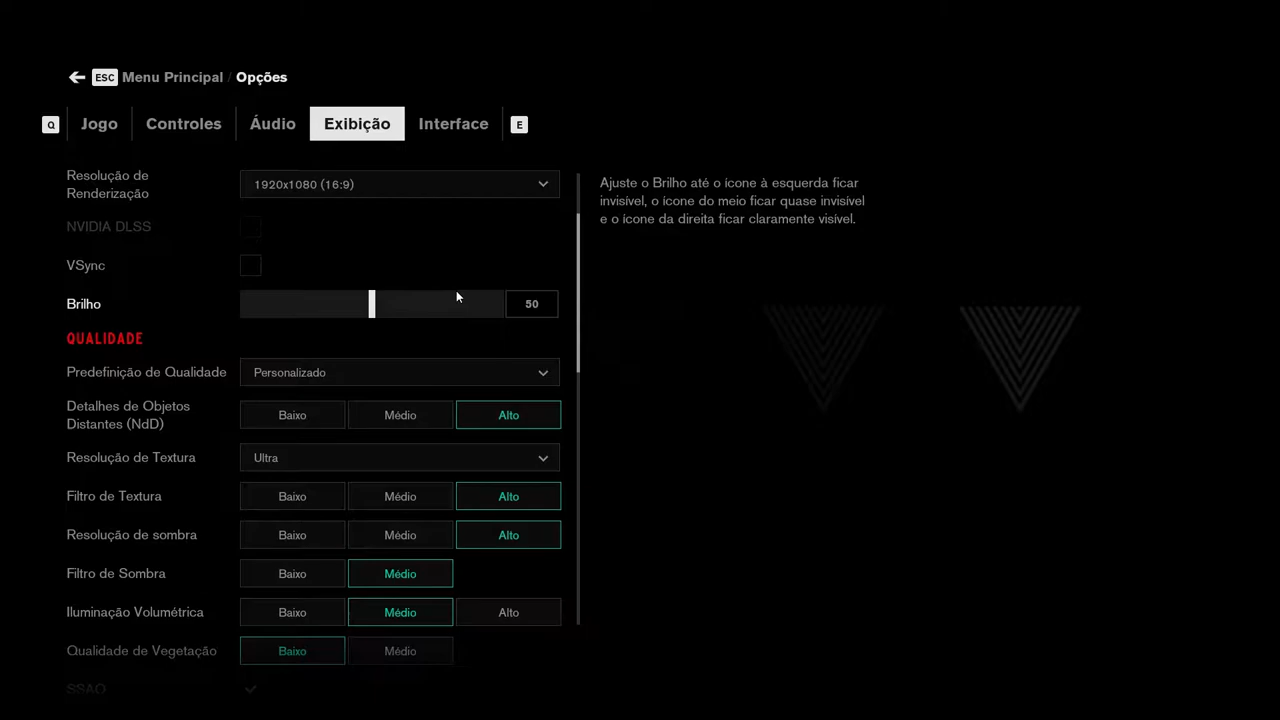 ESC Menu Principal / Opções
Q Jogo Controles Áudio Exibição Interface E
Resolução de
Renderização
1920x1080 (16:9)
NVIDIA DLSS
VSync
Brilho
50
QUALIDADE
Predefinição de Qualidade
Personalizado
Detalhes de Objetos
Distantes (NdD)
Baixo Médio Alto
Resolução de Textura
Ultra
Filtro de Textura
Baixo Médio Alto
Resolução de sombra
Baixo Médio Alto
Filtro de Sombra
Baixo Médio
Iluminação Volumétrica
Baixo Médio Alto
Qualidade de Vegetação
Baixo Médio
SSAO
Ajuste o Brilho até o ícone à esquerda ficar
invisível, o ícone do meio ficar quase invisível
e o ícone da direita ficar claramente visível.